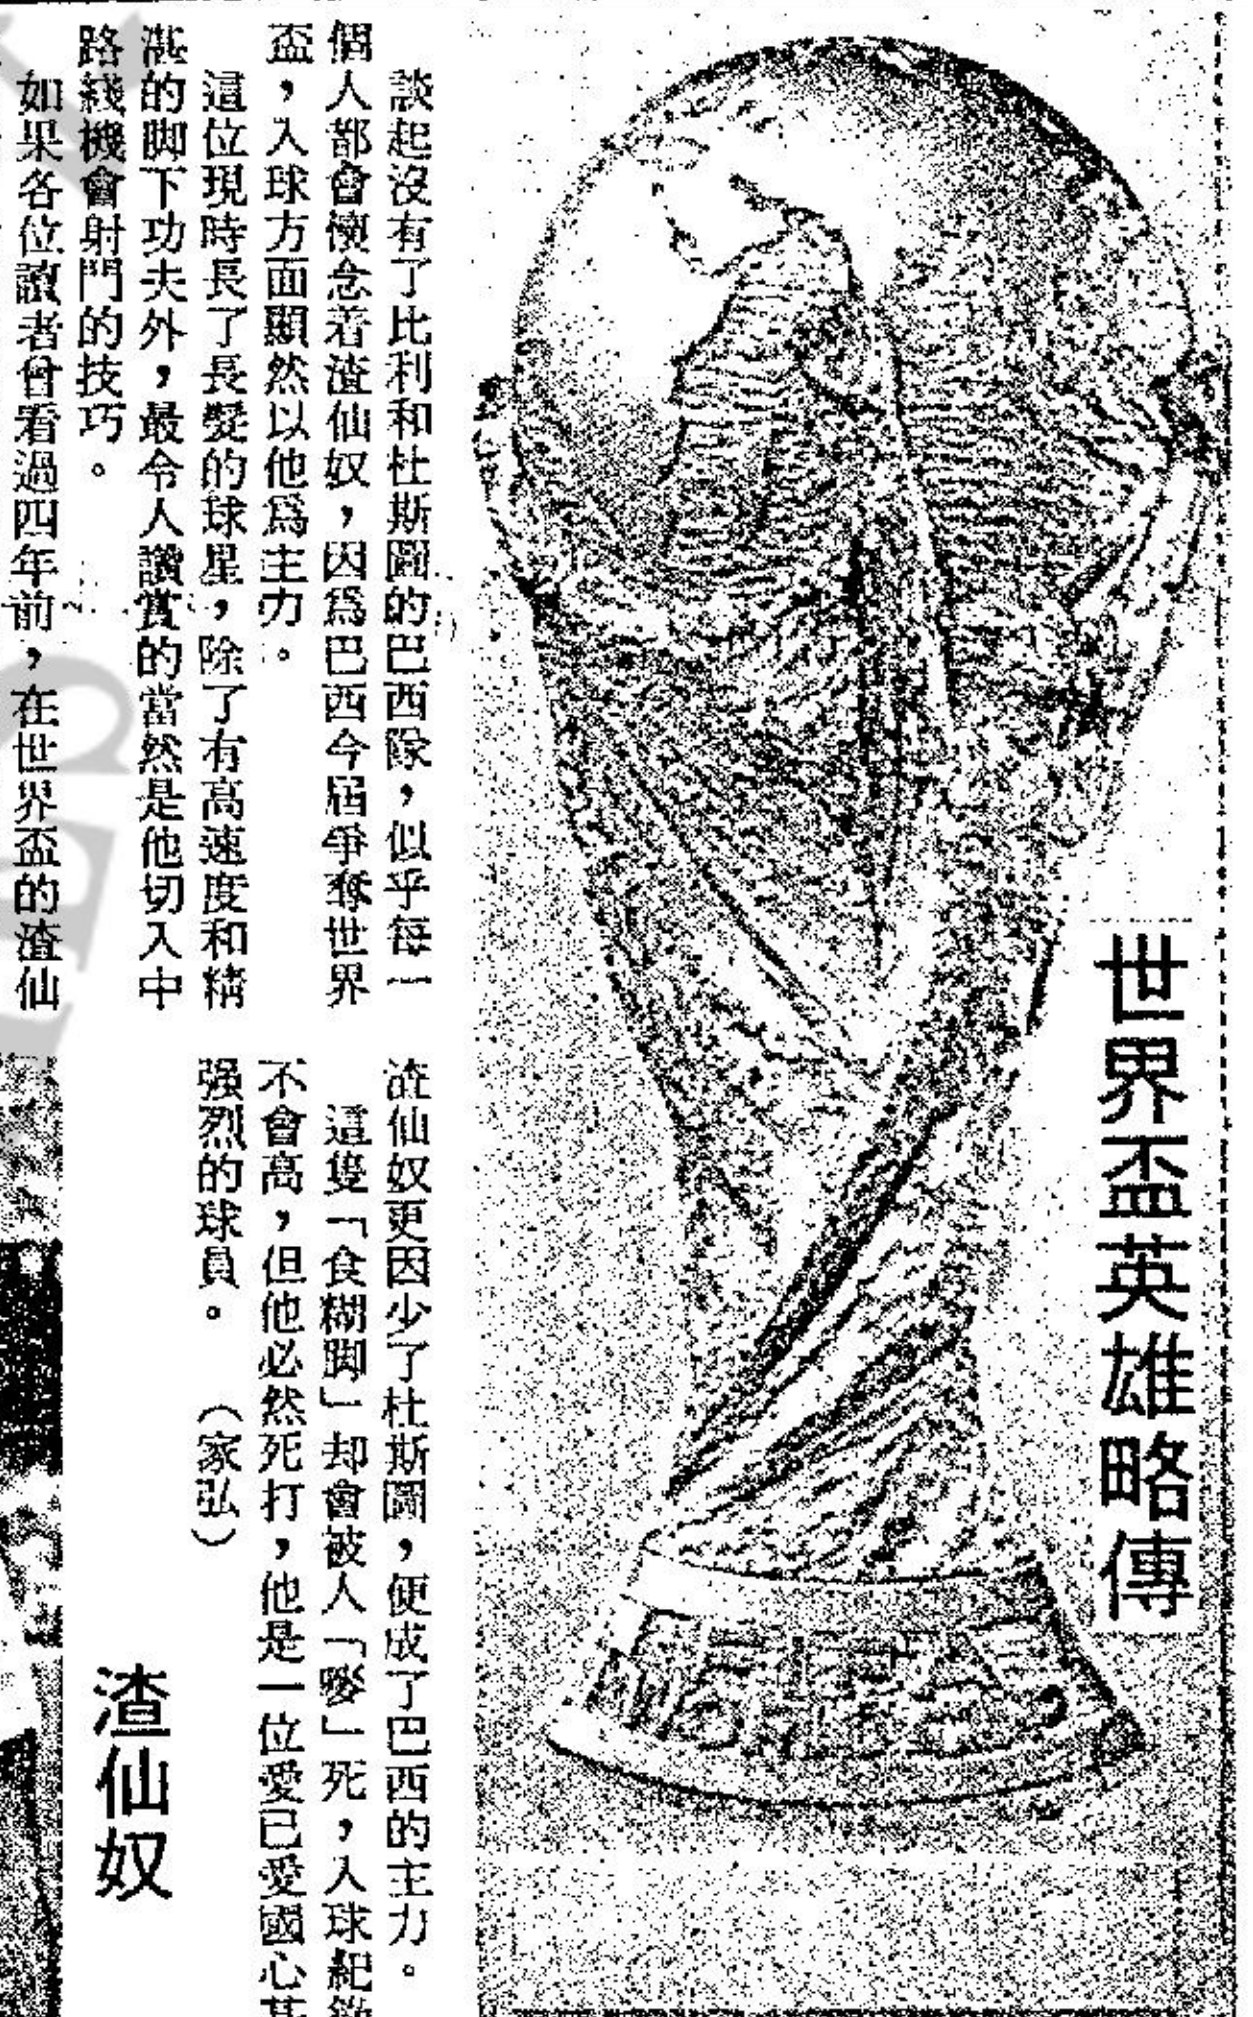 世界盃英雄略傳
談起沒有了比利和杜斯圖的巴西隊，似乎每一
個人都會懷念着渣仙奴，因爲巴西今屆爭奪世界
盃，入球方面顯然以他爲主力。
這位現時長了長髮的球星，除了有高速度和精
湛的脚下功夫外，最令人讚賞的當然是他切入中
路綫機會射門的技巧。
如果各位讀者曾看過四年前，在世界盃的渣仙
渣仙奴更因少了杜斯圖，便成了巴西的主力。
這隻「食糊脚」却會被人「嘜」死，入球紀
不會高，但他必然死打，他是一位愛已愛國心
强烈的球員。（家弘）
渣仙奴